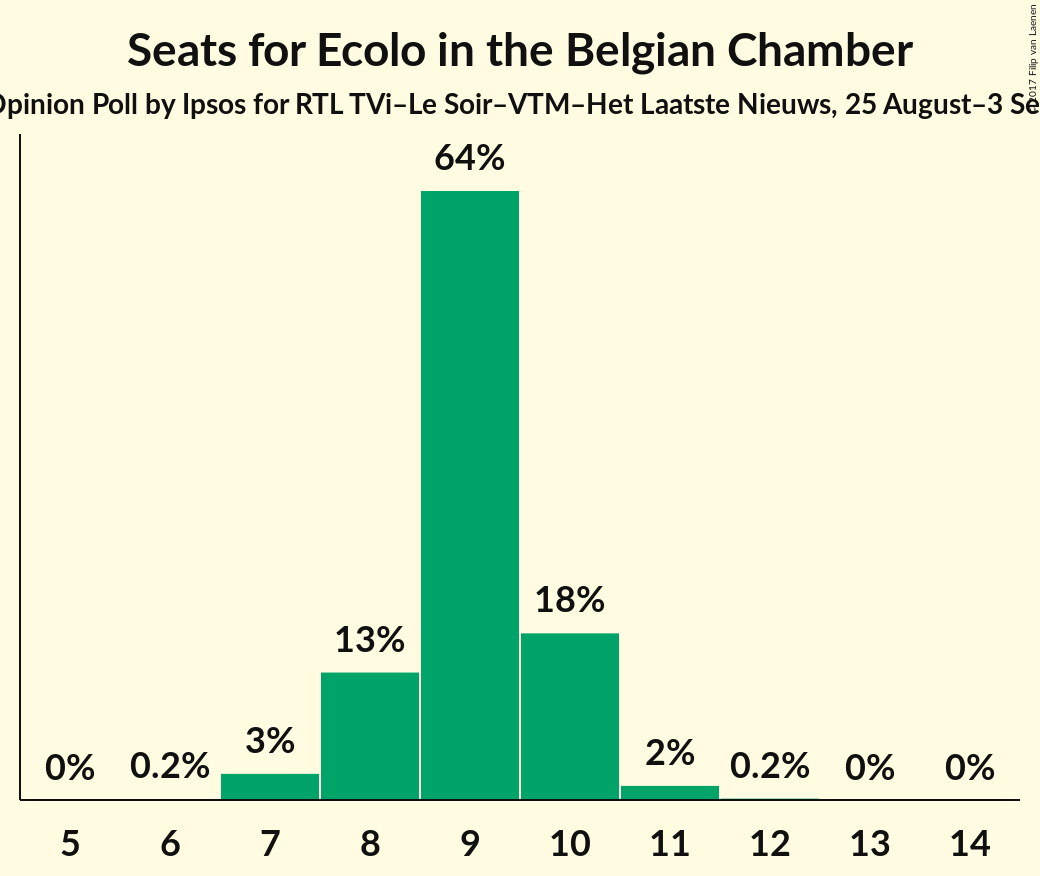 Seats for Ecolo in the Belgian Chamber
Opinion Poll by Ipsos for RTL TVi–Le Soir–VTM–Het Laatste Nieuws, 25 August–3
2017 Filip van Laenen
64%
18%
13%
3%
2%
0% 0.2% 0.2% 0% 0%
5 6 7 8 9 10 11 12 13 14